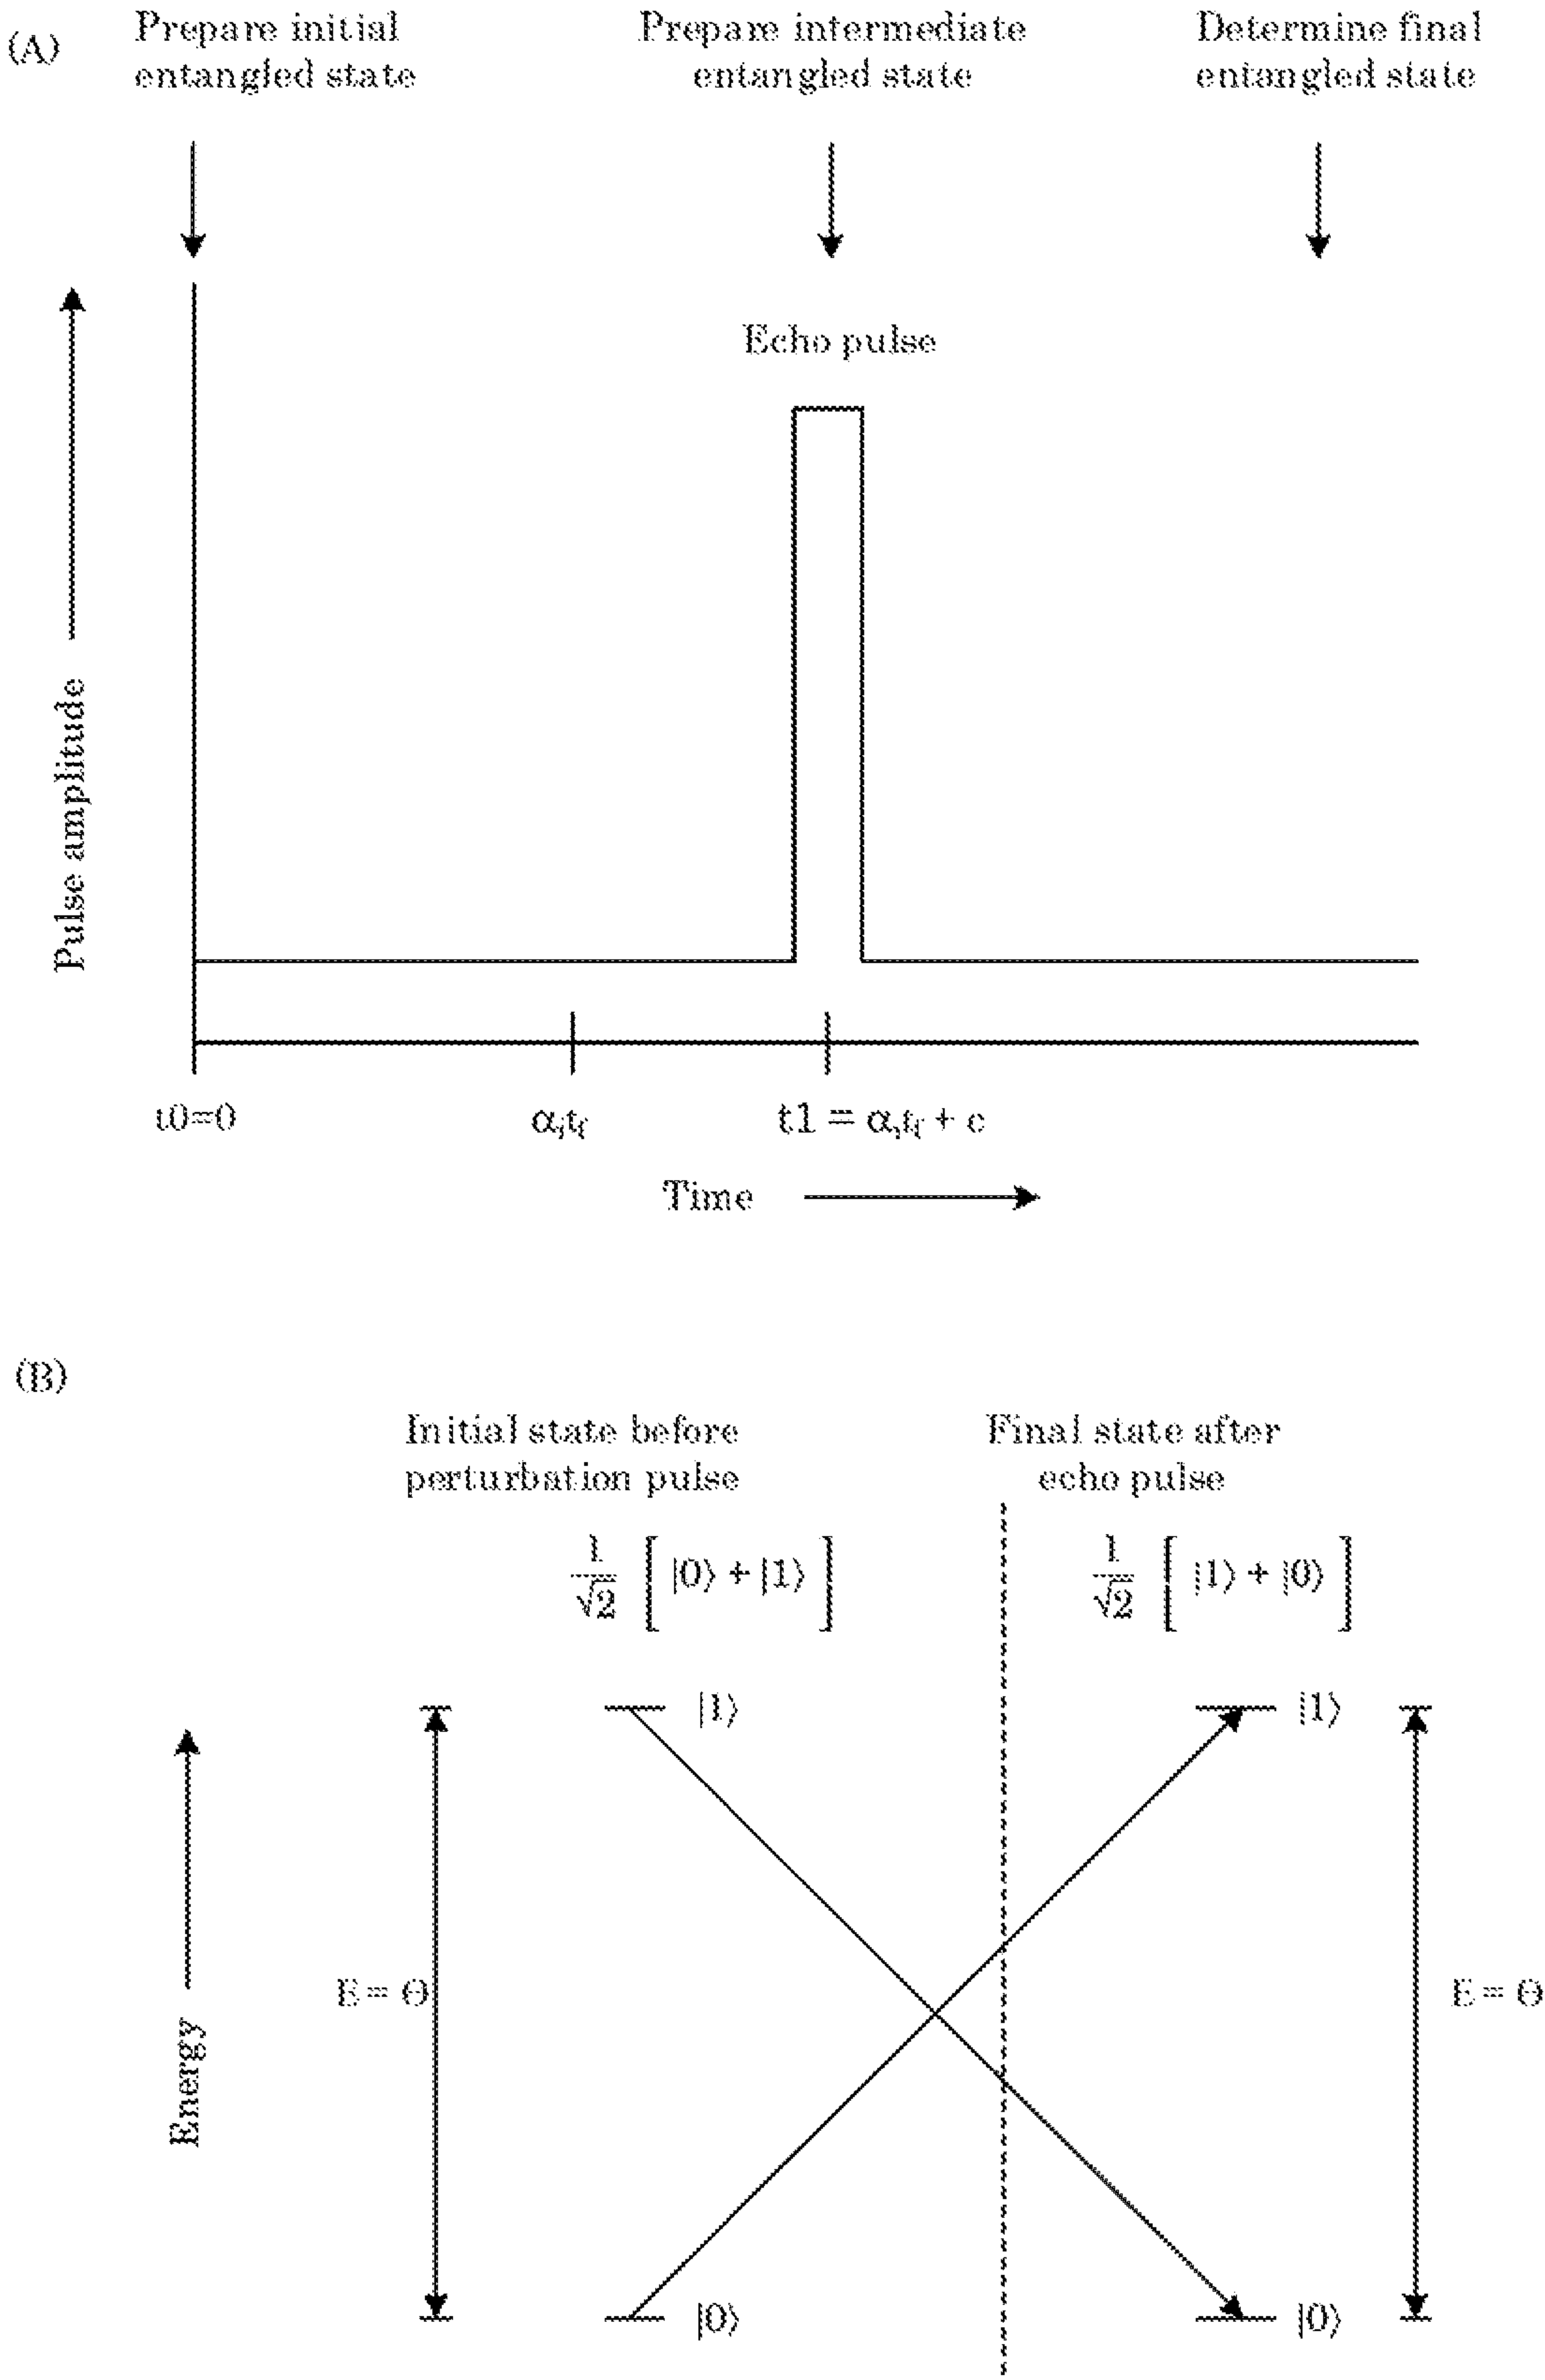 (A)
Prepare initial
entangled state
Prepare intermediate
entangled state
Determine final
entangled state
Echo pulse
Pulse amplitude
t0=0
αᵢt_f
t1 = αᵢt_f + c
Time
(B)
Initial state before
perturbation pulse
Final state after
echo pulse
1/√2 [ |0⟩ + |1⟩ ]
1/√2 [ |1⟩ + |0⟩ ]
|1⟩
|1⟩
E = Θ
E = Θ
Energy
|0⟩
|0⟩